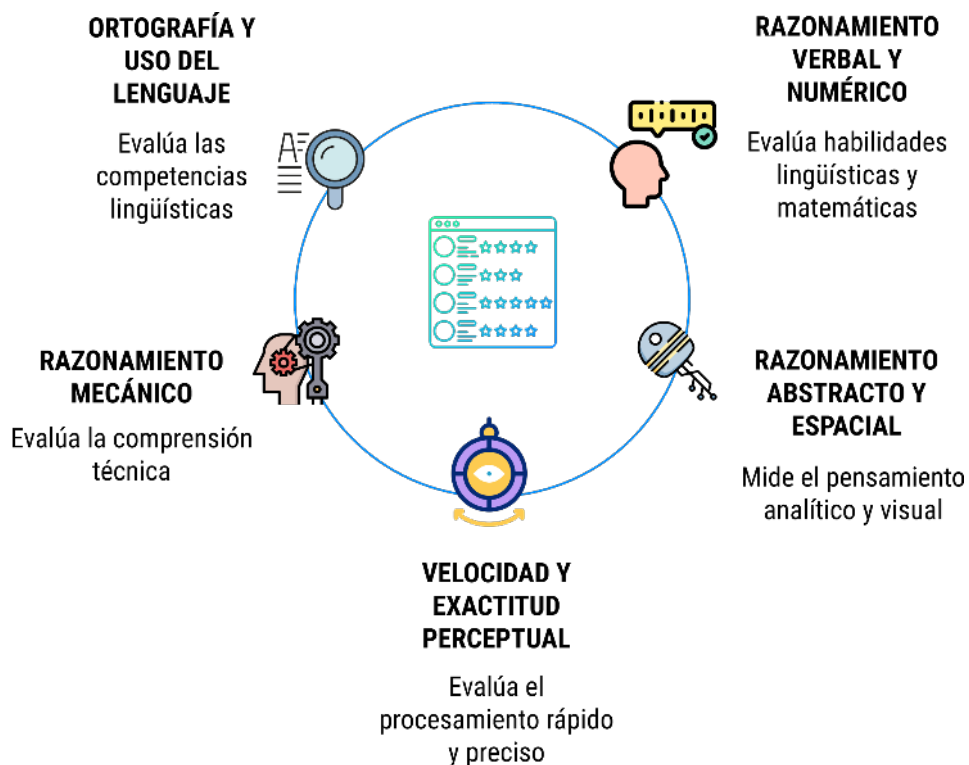 ORTOGRAFÍA Y
USO DEL
LENGUAJE
Evalúa las
competencias
lingüísticas
RAZONAMIENTO
VERBAL Y
NUMÉRICO
Evalúa habilidades
lingüísticas y
matemáticas
RAZONAMIENTO
MECÁNICO
Evalúa la comprensión
técnica
RAZONAMIENTO
ABSTRACTO Y
ESPACIAL
Mide el pensamiento
analítico y visual
VELOCIDAD Y
EXACTITUD
PERCEPTUAL
Evalúa el
procesamiento rápido
y preciso